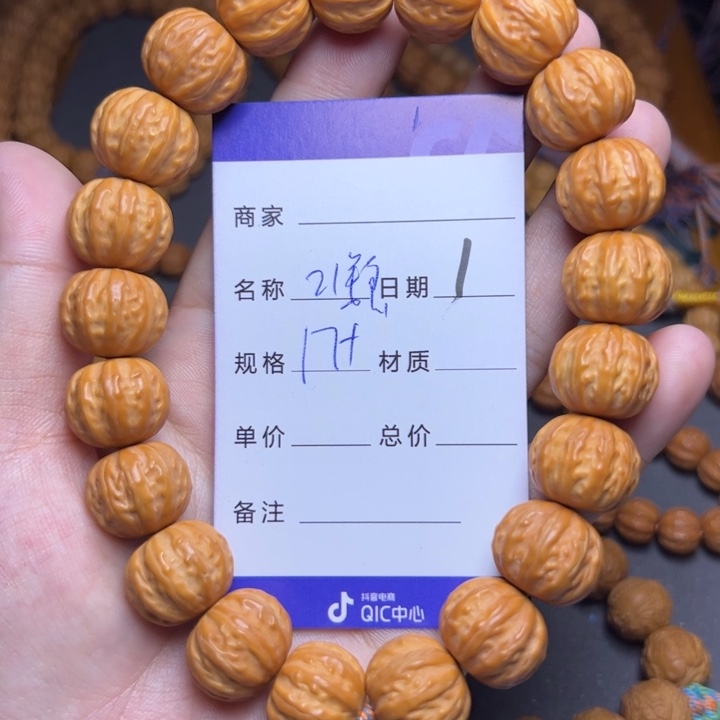 商家
名称 21颗 日期 1
规格 17+ 材质
单价 总价
备注
抖音电商
QIC中心